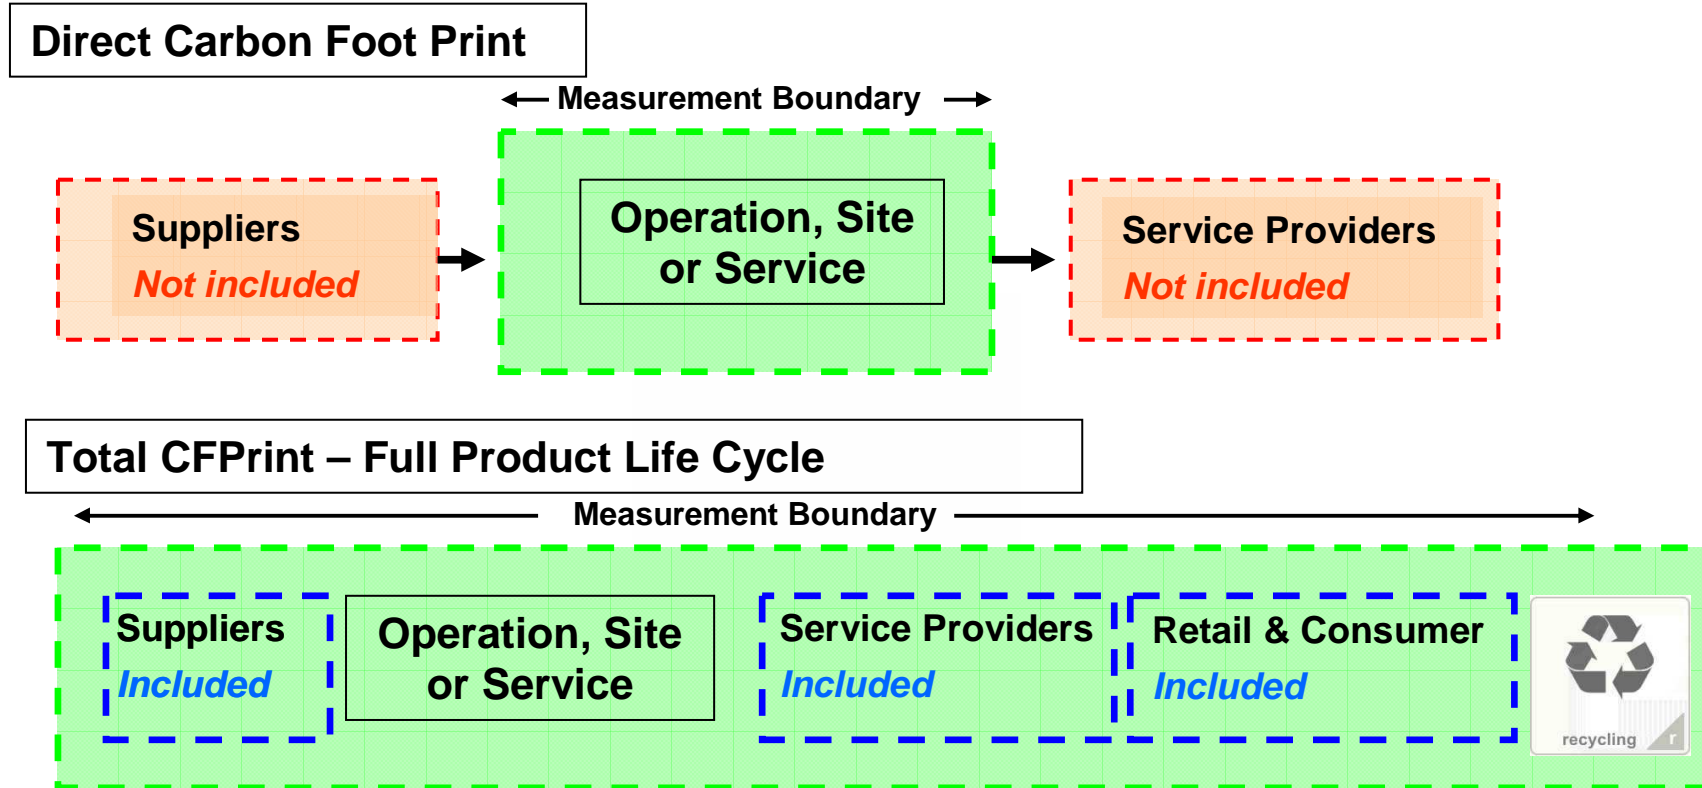 Direct Carbon Foot Print
Measurement Boundary
Suppliers
Not included
Operation, Site
or Service
Service Providers
Not included
Total CFPrint – Full Product Life Cycle
Measurement Boundary
Suppliers
Included
Operation, Site
or Service
Service Providers
Included
Retail & Consumer
Included
recycling
r